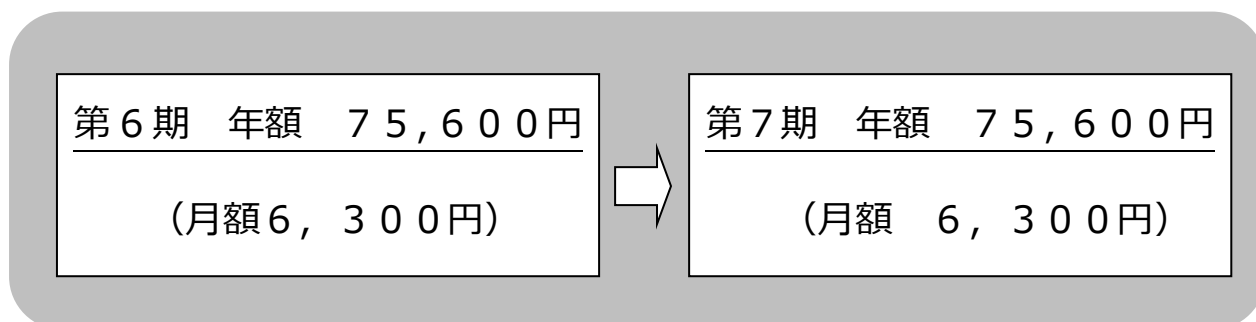 第６期　年額　７５,６００円
（月額６，３００円）
第７期　年額　７５,６００円
（月額　６，３００円）